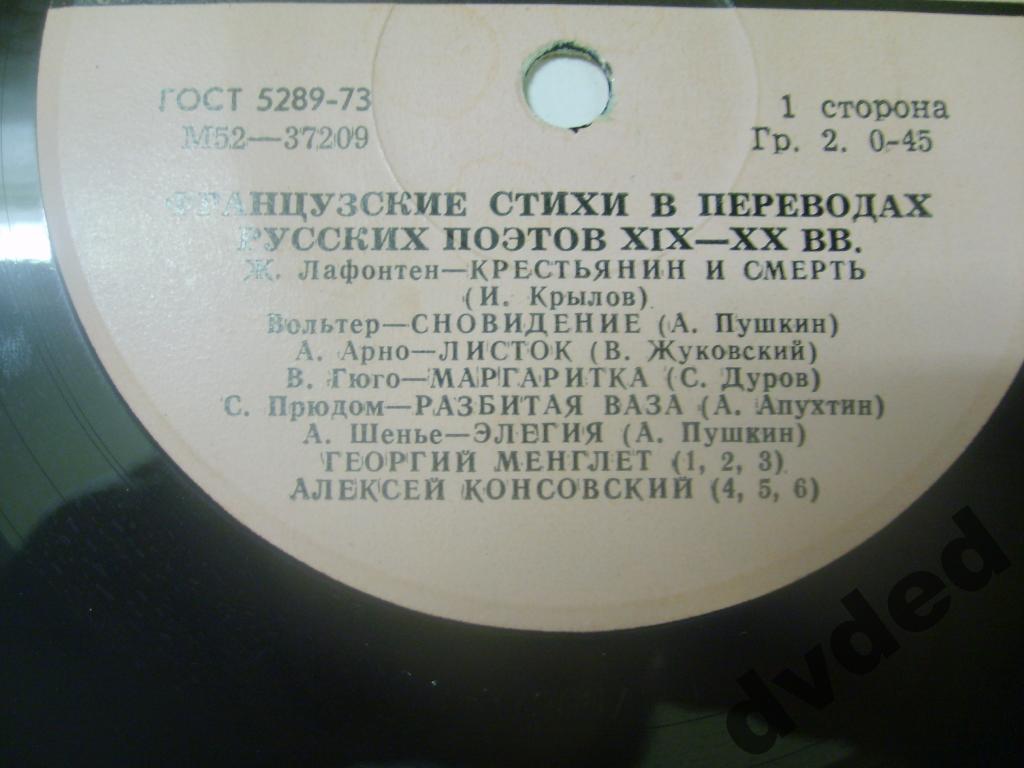 ГОСТ 5289-73
М52—37209
1 сторона
Гр. 2. 0-45
ФРАНЦУЗСКИЕ СТИХИ В ПЕРЕВОДАХ
РУССКИХ ПОЭТОВ XIX—XX ВВ.
Ж. Лафонтен—КРЕСТЬЯНИН И СМЕРТЬ
(И. Крылов)
Вольтер—СНОВИДЕНИЕ (А. Пушкин)
А. Арно—ЛИСТОК (В. Жуковский)
В. Гюго—МАРГАРИТКА (С. Дуров)
С. Прюдом—РАЗБИТАЯ ВАЗА (А. Апухтин)
А. Шенье—ЭЛЕГИЯ (А. Пушкин)
ГЕОРГИЙ МЕНГЛЕТ (1, 2, 3)
АЛЕКСЕЙ КОНСОВСКИЙ (4, 5, 6)
dvded